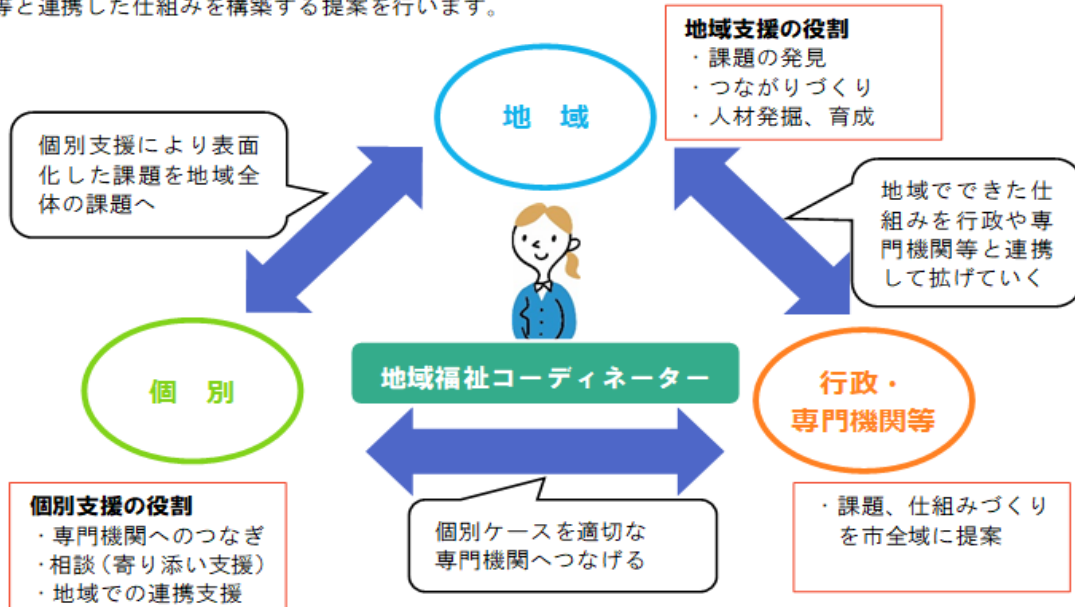 等と連携した仕組みを構築する提案を行います。
地域支援の役割
・課題の発見
・つながりづくり
・人材発掘、育成
地　域
個別支援により表面
化した課題を地域全
体の課題へ
地域でできた仕
組みを行政や専
門機関等と連携
して拡げていく
個　別
地域福祉コーディネーター
行政・
専門機関等
個別支援の役割
・専門機関へのつなぎ
・相談（寄り添い支援）
・地域での連携支援
個別ケースを適切な
専門機関へつなげる
・課題、仕組みづくり
を市全域に提案